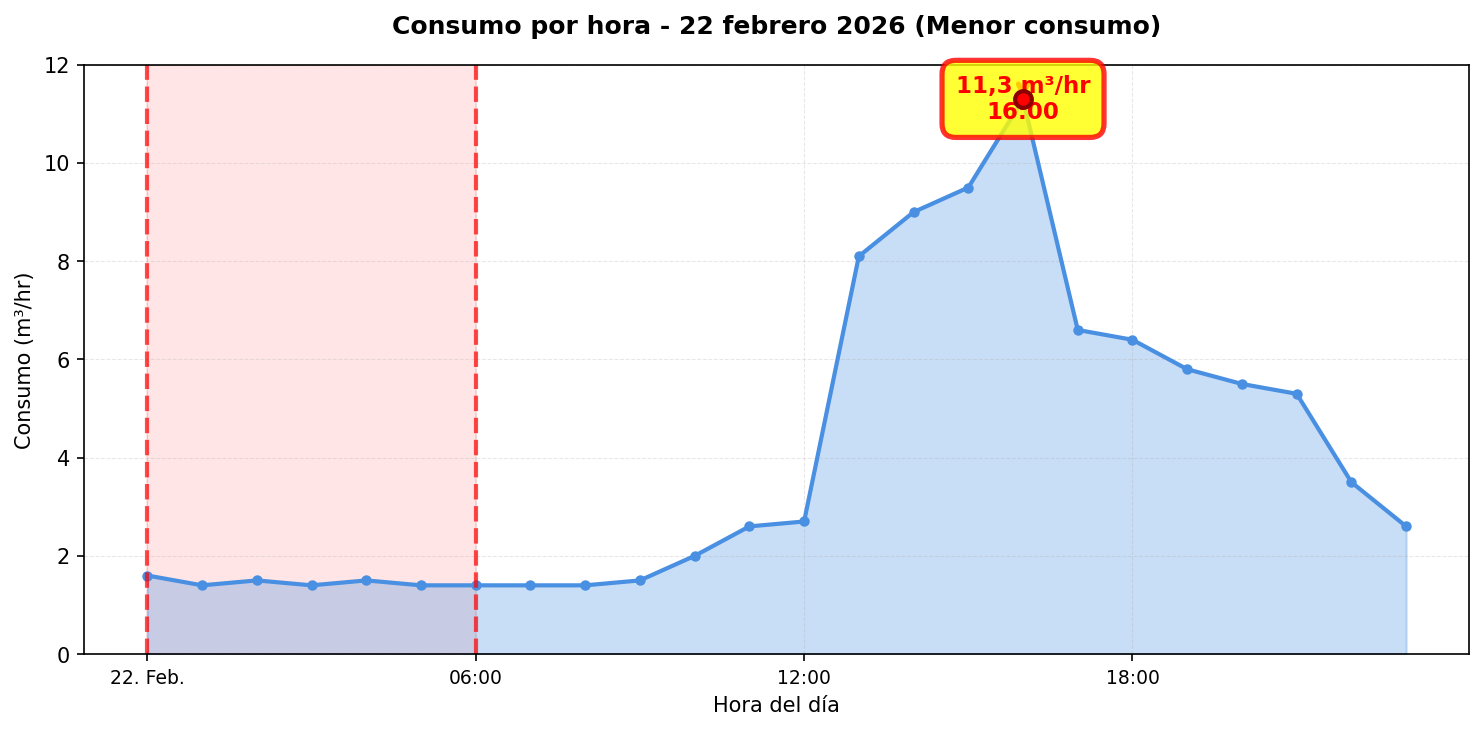 Consumo por hora - 22 febrero 2026 (Menor consumo)
Consumo (m³/hr)
12
10
8
6
4
2
0
11,3 m³/hr
16:00
22. Feb.
06:00
12:00
18:00
Hora del día